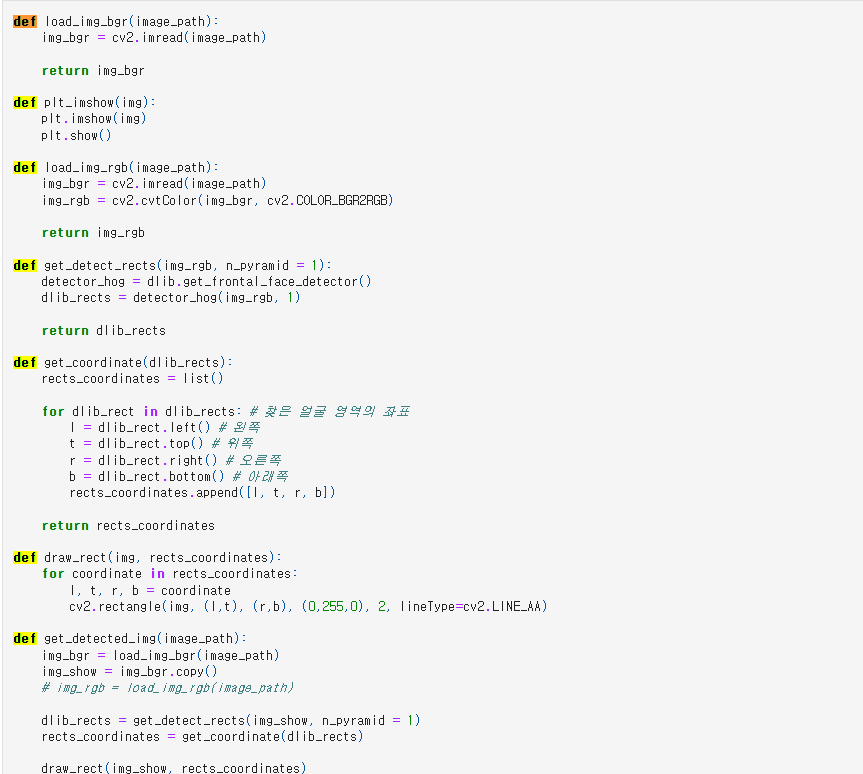 def load_img_bgr(image_path):
    img_bgr = cv2.imread(image_path)

    return img_bgr

def plt_imshow(img):
    plt.imshow(img)
    plt.show()

def load_img_rgb(image_path):
    img_bgr = cv2.imread(image_path)
    img_rgb = cv2.cvtColor(img_bgr, cv2.COLOR_BGR2RGB)

    return img_rgb

def get_detect_rects(img_rgb, n_pyramid = 1):
    detector_hog = dlib.get_frontal_face_detector()
    dlib_rects = detector_hog(img_rgb, 1)

    return dlib_rects

def get_coordinate(dlib_rects):
    rects_coordinates = list()

    for dlib_rect in dlib_rects: # 찾은 얼굴 영역의 좌표
        l = dlib_rect.left() # 왼쪽
        t = dlib_rect.top() # 위쪽
        r = dlib_rect.right() # 오른쪽
        b = dlib_rect.bottom() # 아래쪽
        rects_coordinates.append([l, t, r, b])

    return rects_coordinates

def draw_rect(img, rects_coordinates):
    for coordinate in rects_coordinates:
        l, t, r, b = coordinate
        cv2.rectangle(img, (l,t), (r,b), (0,255,0), 2, lineType=cv2.LINE_AA)

def get_detected_img(image_path):
    img_bgr = load_img_bgr(image_path)
    img_show = img_bgr.copy()
    # img_rgb = load_img_rgb(image_path)

    dlib_rects = get_detect_rects(img_show, n_pyramid = 1)
    rects_coordinates = get_coordinate(dlib_rects)

    draw_rect(img_show, rects_coordinates)